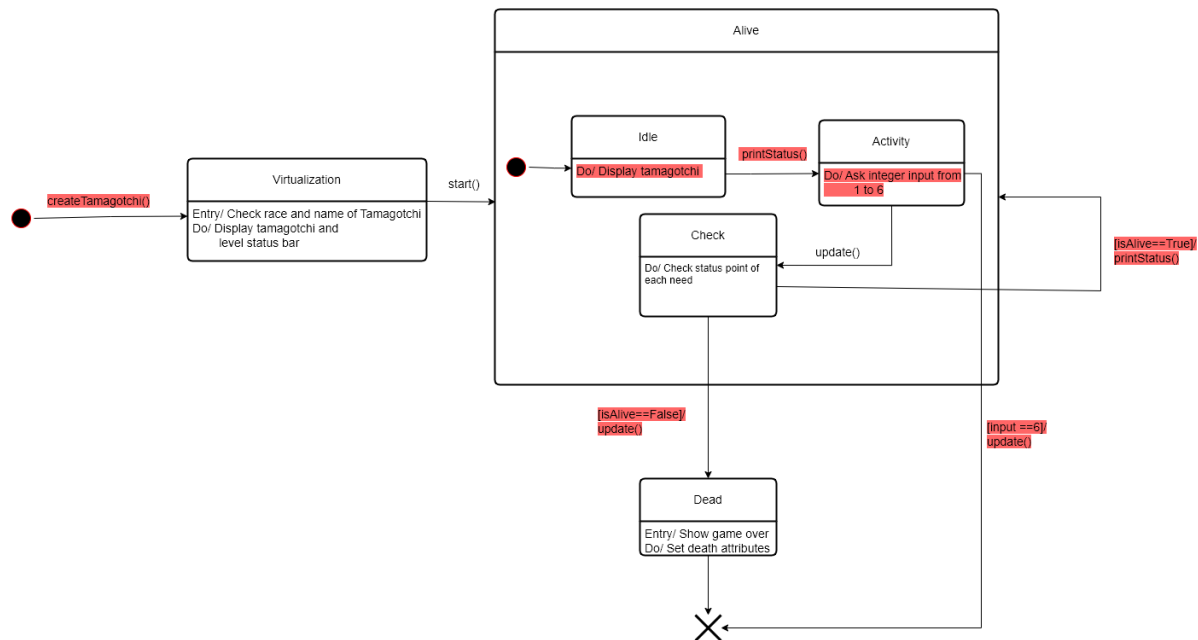 Alive
Idle
Do/ Display tamagotchi
printStatus()
Activity
Do/ Ask integer input from
1 to 6
createTamagotchi()
Virtualization
Entry/ Check race and name of Tamagotchi
Do/ Display tamagotchi and
level status bar
start()
Check
Do/ Check status point of
each need
update()
[isAlive==True]/
printStatus()
[isAlive==False]/
update()
[input ==6]/
update()
Dead
Entry/ Show game over
Do/ Set death attributes